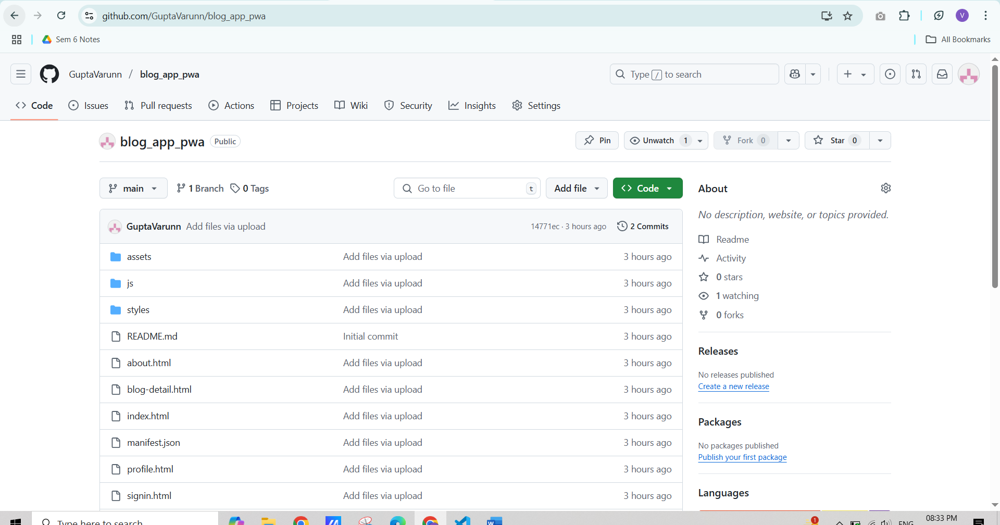 github.com/GuptaVarunn/blog_app_pwa
V
Sem 6 Notes
All Bookmarks
GuptaVarunn / blog_app_pwa
Type / to search
Code
Issues
Pull requests
Actions
Projects
Wiki
Security
Insights
Settings
blog_app_pwa Public
Pin
Unwatch 1
Fork 0
Star 0
main
1 Branch
0 Tags
Go to file t
Add file
Code
GuptaVarunn Add files via upload 14771ec · 3 hours ago 2 Commits
assets Add files via upload 3 hours ago
js Add files via upload 3 hours ago
styles Add files via upload 3 hours ago
README.md Initial commit 3 hours ago
about.html Add files via upload 3 hours ago
blog-detail.html Add files via upload 3 hours ago
index.html Add files via upload 3 hours ago
manifest.json Add files via upload 3 hours ago
profile.html Add files via upload 3 hours ago
signin.html Add files via upload 3 hours ago
About
No description, website, or topics provided.
Readme
Activity
0 stars
1 watching
0 forks
Releases
No releases published
Create a new release
Packages
No packages published
Publish your first package
Languages
Type here to search
1
ENG
08:33 PM